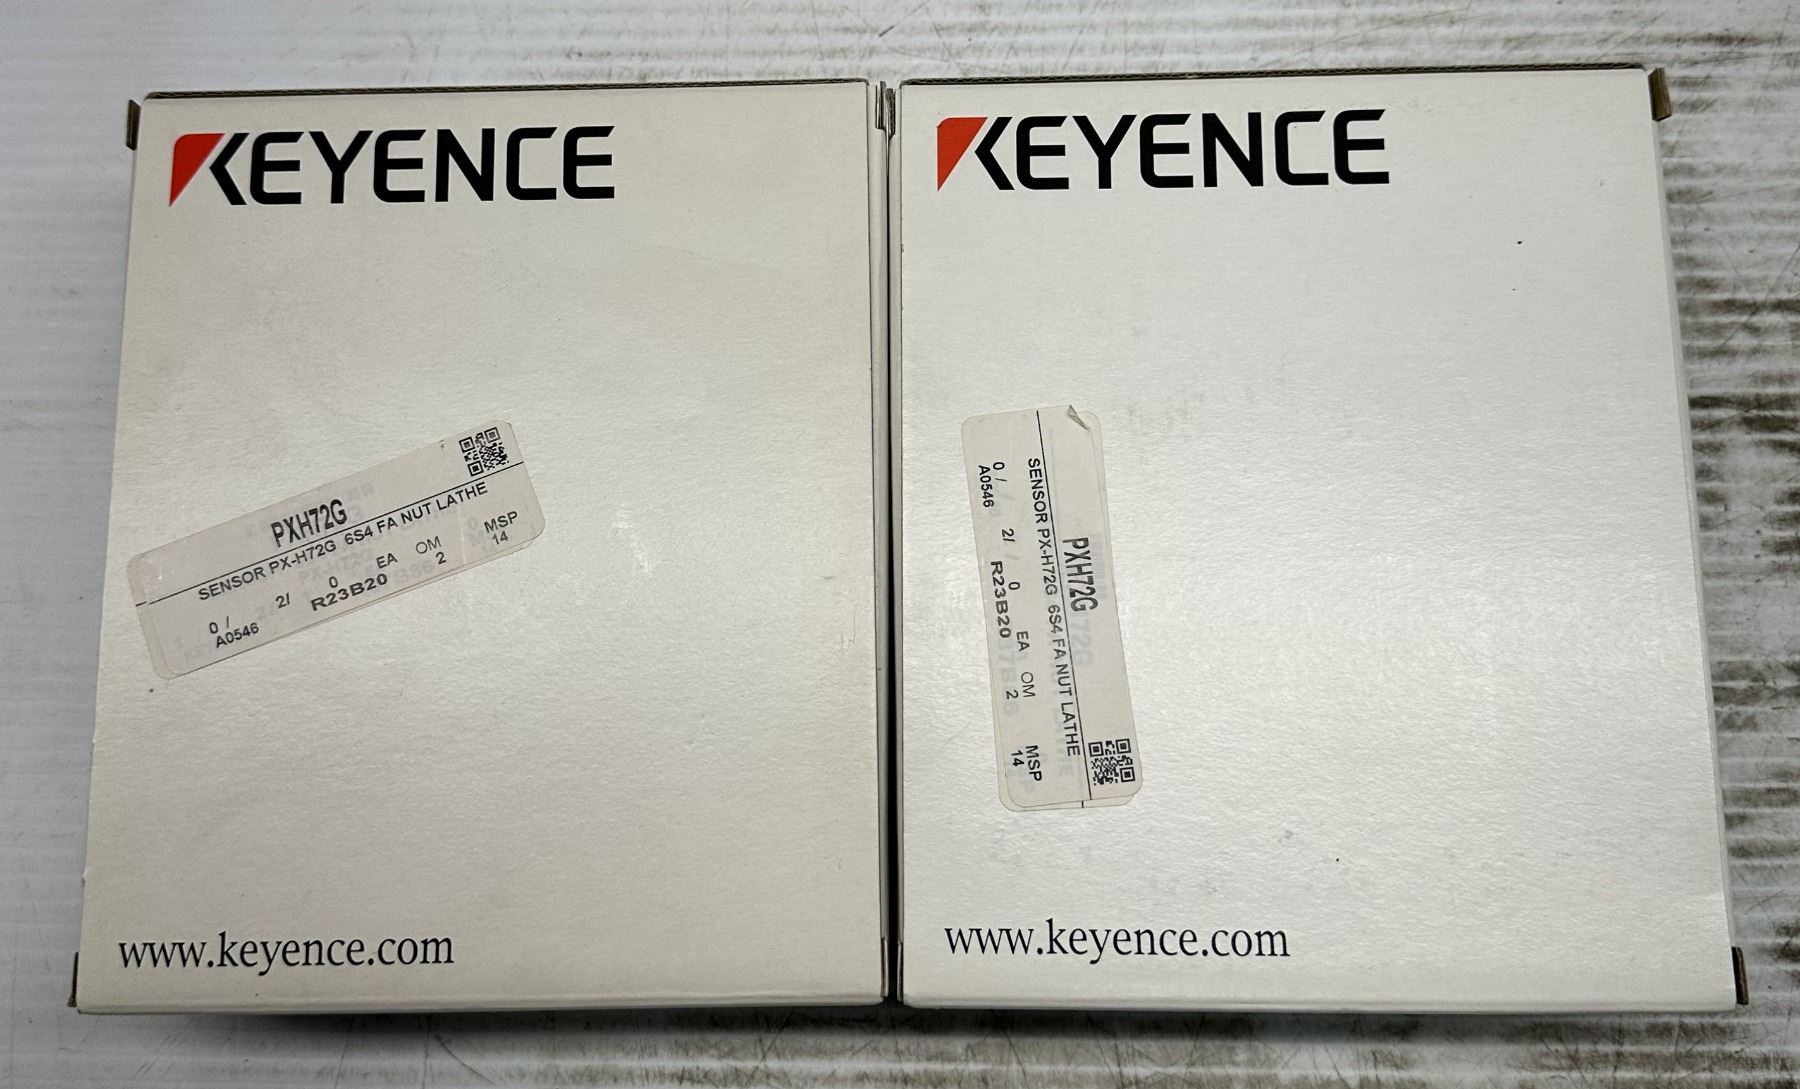 KEYENCE
PXH72G
SENSOR PX-H72G 6S4 FA NUT LATHE
0 / 2/ 0 EA OM MSP
A0546 R23B20 2 14
www.keyence.com
KEYENCE
PXH72G
SENSOR PX-H72G 6S4 FA NUT LATHE
0 / 2/ 0 EA OM MSP
A0546 R23B20 2 14
www.keyence.com